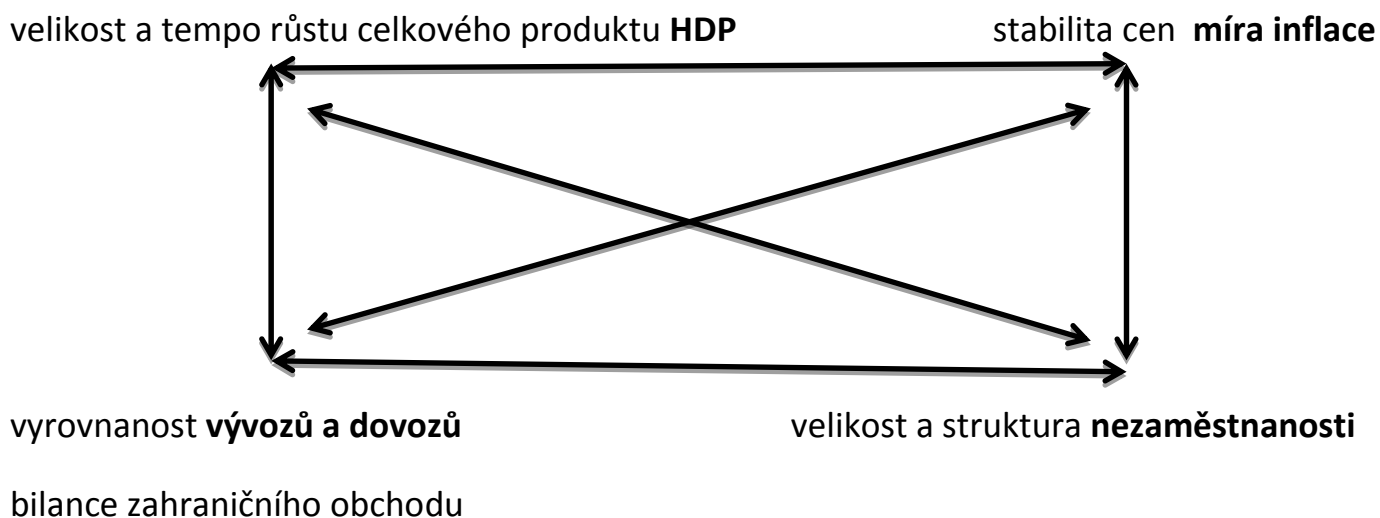 velikost a tempo růstu celkového produktu HDP
stabilita cen míra inflace
vyrovnanost vývozů a dovozů
velikost a struktura nezaměstnanosti
bilance zahraničního obchodu